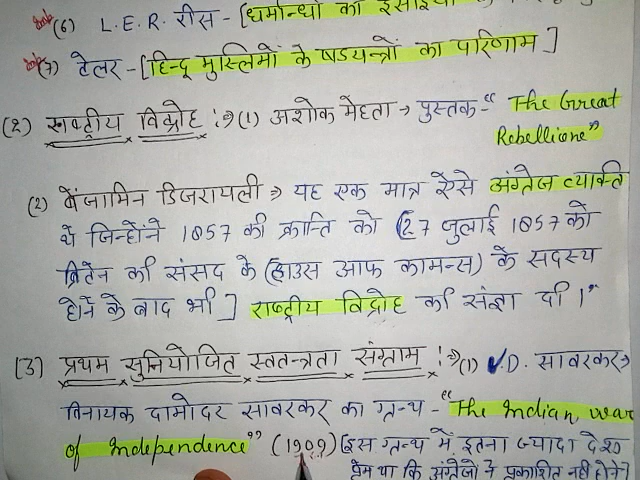 (6) L.E.R. रीस - [धर्मान्धों का ईसाइयों
(7) टेलर - [हिन्दू मुस्लिमों के षडयन्त्रों का परिणाम]
(2) राष्ट्रीय विद्रोह :⇒ (1) अशोक मेहता → पुस्तक - “The Great
Rebellione”
(2) बेंजामिन डिजरायली ⇒ यह एक मात्र ऐसे अंग्रेज व्यक्ति
थे जिन्होंने 1857 की क्रान्ति को (27 जुलाई 1857 को
ब्रिटेन की संसद के (हाउस आफ कामन्स) के सदस्य
होने के बाद भी ] राष्ट्रीय विद्रोह की संज्ञा दी ।”
(3) प्रथम सुनियोजित स्वतन्त्रता संग्राम :⇒ (1) V.D. सावरकर →
विनायक दामोदर सावरकर का ग्रन्थ - “The Indian war
of Independence” (1909) [इस ग्रन्थ में इतना ज्यादा देश
प्रेम था कि अंग्रेजो ने प्रकाशित नहीं होने]